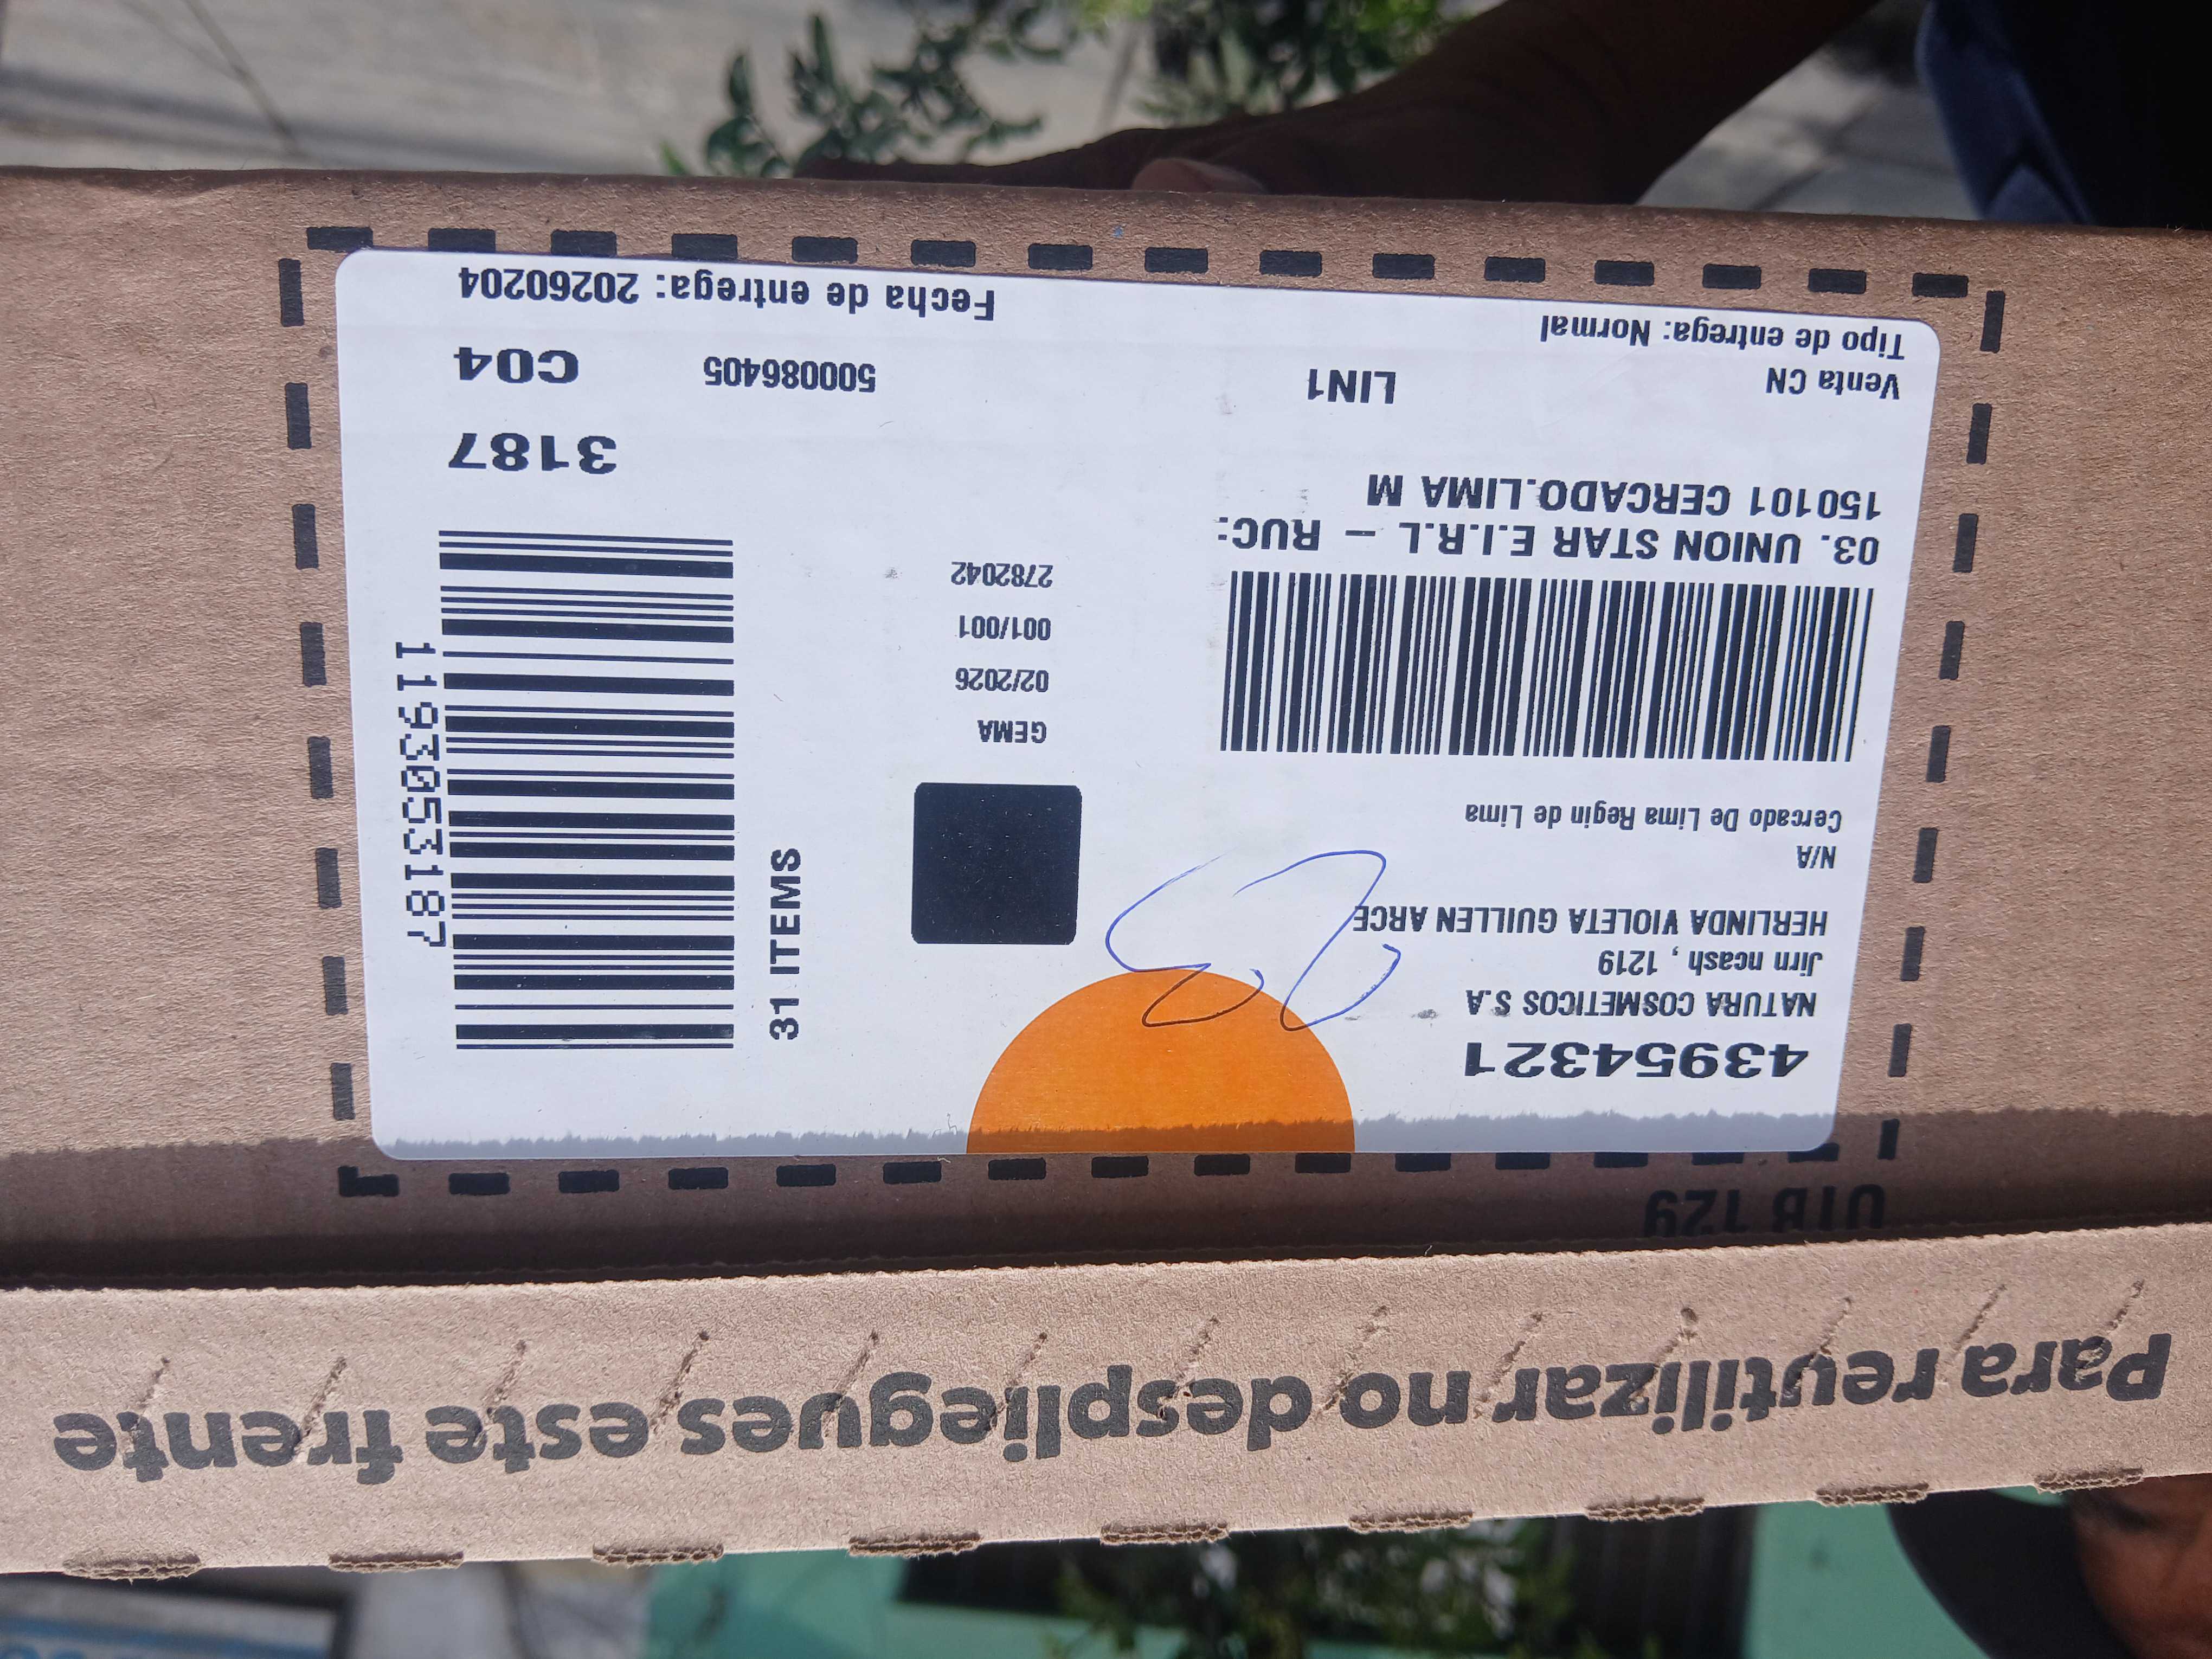 Para reutilizar no despliegues este frente
UTB 129
43954321
NATURA COSMETICOS S.A
Jirn ncash , 1219
HERLINDA VIOLETA GUILLEN ARCE
N/A
Cercado De Lima Regin de Lima
03. UNION STAR E.I.R.L - RUC:
150101 CERCADO.LIMA M
Venta CN
LIN1
Tipo de entrega: Normal
GEMA
02/2026
001/001
2782042
31 ITEMS
1193053187
3187
500086405
C04
Fecha de entrega: 20260204